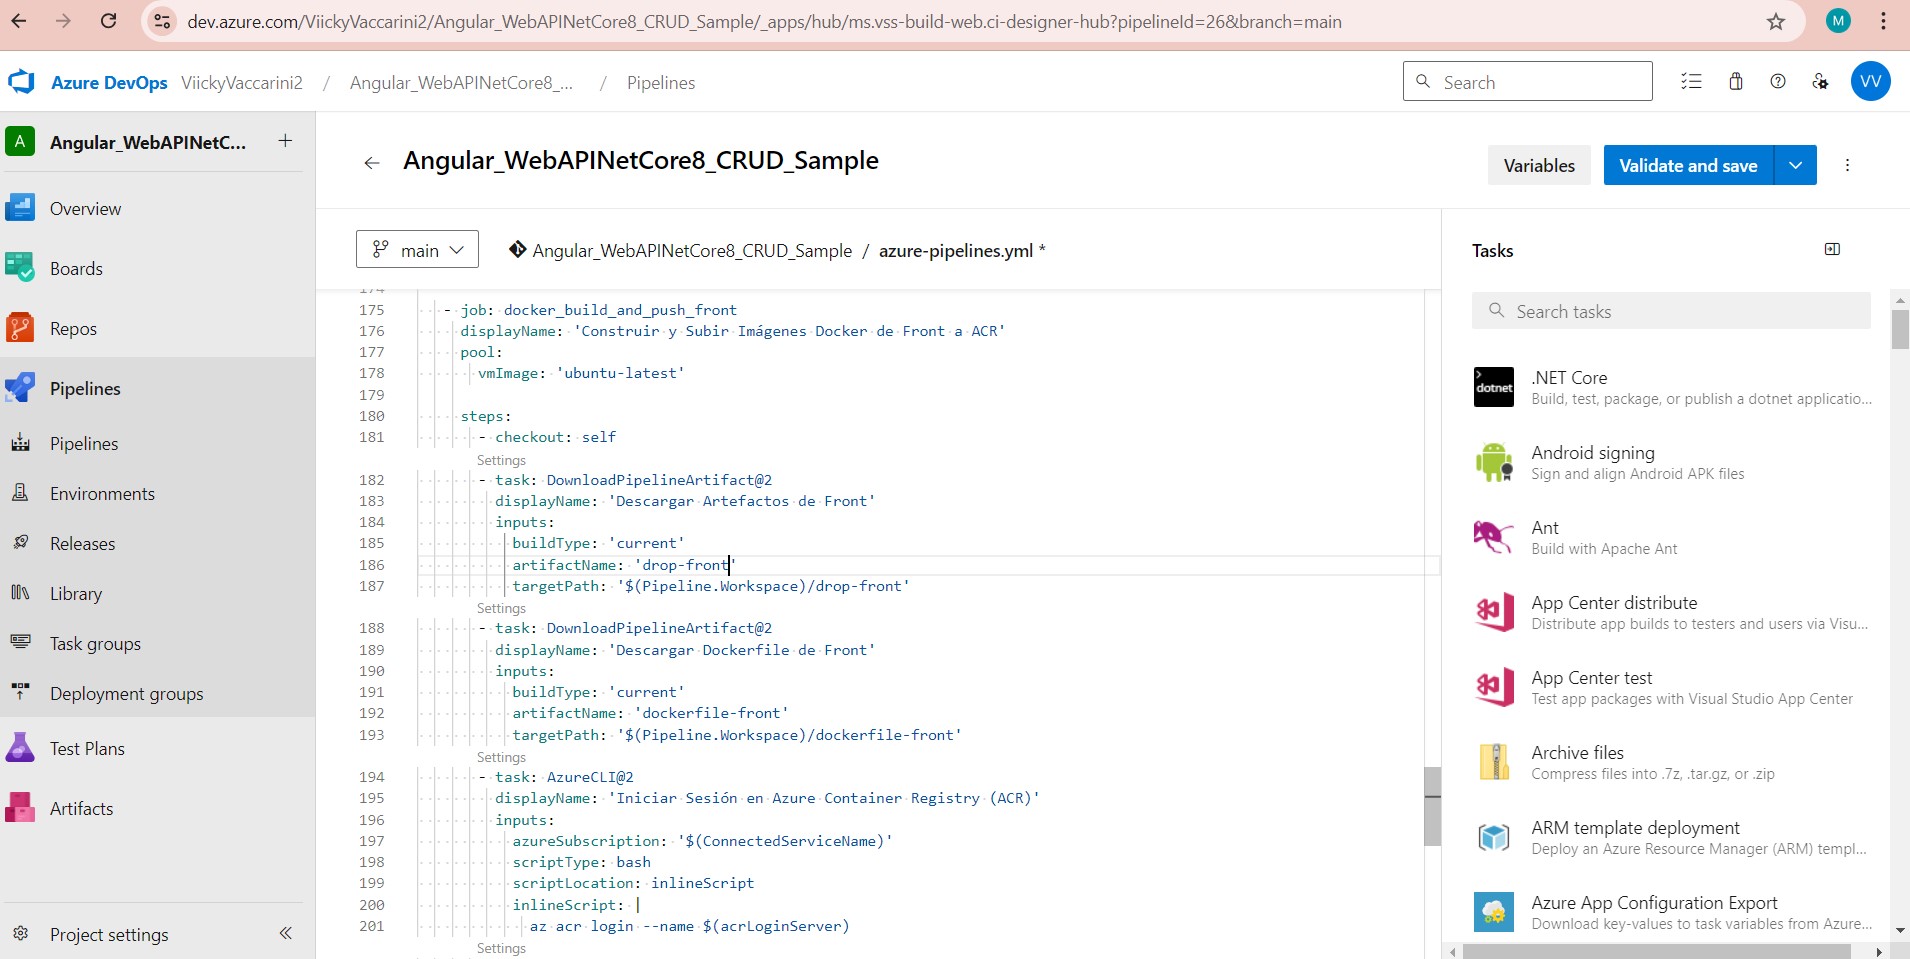 dev.azure.com/ViickyVaccarini2/Angular_WebAPINetCore8_CRUD_Sample/_apps/hub/ms.vss-build-web.ci-designer-hub?pipelineId=26&branch=main
M
Azure DevOps ViickyVaccarini2 / Angular_WebAPINetCore8_... / Pipelines
Search
VV
A Angular_WebAPINetC... +
Overview
Boards
Repos
Pipelines
Pipelines
Environments
Releases
Library
Task groups
Deployment groups
Test Plans
Artifacts
Project settings
Angular_WebAPINetCore8_CRUD_Sample
Variables
Validate and save
main
Angular_WebAPINetCore8_CRUD_Sample / azure-pipelines.yml *
174
175 - job: docker_build_and_push_front
176 displayName: 'Construir y Subir Imágenes Docker de Front a ACR'
177 pool:
178 vmImage: 'ubuntu-latest'
179
180 steps:
181 - checkout: self
Settings
182 - task: DownloadPipelineArtifact@2
183 displayName: 'Descargar Artefactos de Front'
184 inputs:
185 buildType: 'current'
186 artifactName: 'drop-front'
187 targetPath: '$(Pipeline.Workspace)/drop-front'
Settings
188 - task: DownloadPipelineArtifact@2
189 displayName: 'Descargar Dockerfile de Front'
190 inputs:
191 buildType: 'current'
192 artifactName: 'dockerfile-front'
193 targetPath: '$(Pipeline.Workspace)/dockerfile-front'
Settings
194 - task: AzureCLI@2
195 displayName: 'Iniciar Sesión en Azure Container Registry (ACR)'
196 inputs:
197 azureSubscription: '$(ConnectedServiceName)'
198 scriptType: bash
199 scriptLocation: inlineScript
200 inlineScript: |
201 az acr login --name $(acrLoginServer)
Settings
Tasks
Search tasks
dotnet
.NET Core
Build, test, package, or publish a dotnet applicatio...
Android signing
Sign and align Android APK files
Ant
Build with Apache Ant
App Center distribute
Distribute app builds to testers and users via Visu...
App Center test
Test app packages with Visual Studio App Center
Archive files
Compress files into .7z, .tar.gz, or .zip
ARM template deployment
Deploy an Azure Resource Manager (ARM) templ...
Azure App Configuration Export
Download key-values to task variables from Azure...